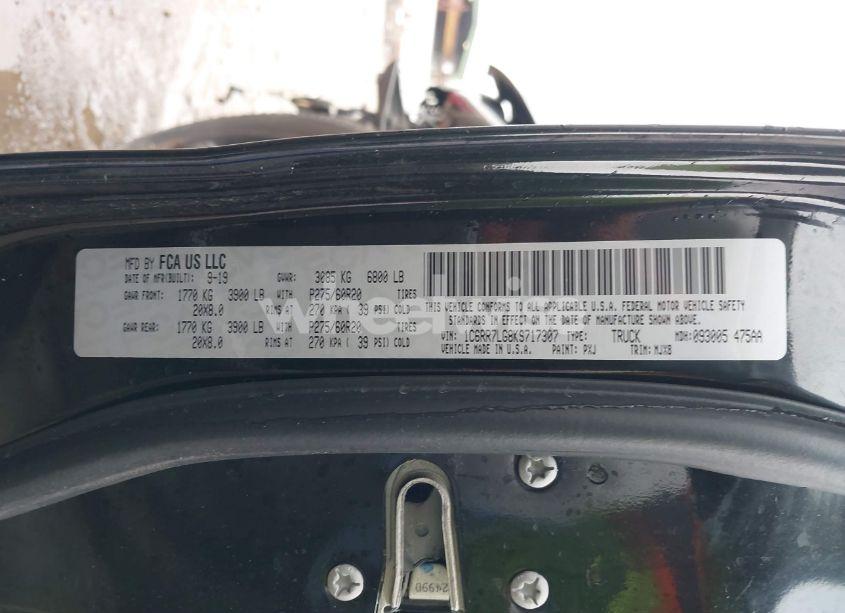 MFD BY FCA US LLC
DATE OF MFR(BUILT): 9-19 GVWR: 3085 KG 6800 LB
GAWR FRONT: 1770 KG 3900 LB WITH P275/60R20 TIRES
20X8.0 RIMS AT 270 KPA ( 39 PSI) COLD
GAWR REAR: 1770 KG 3900 LB WITH P275/60R20 TIRES
20X8.0 RIMS AT 270 KPA ( 39 PSI) COLD
THIS VEHICLE CONFORMS TO ALL APPLICABLE U.S.A. FEDERAL MOTOR VEHICLE SAFETY
STANDARDS IN EFFECT ON THE DATE OF MANUFACTURE SHOWN ABOVE.
VIN: 1C6RR7LG8KS717307 TYPE: TRUCK MDH: 093005 475AA
VEHICLE MADE IN U.S.A. PAINT: PXJ TRIM: MJX8
24990